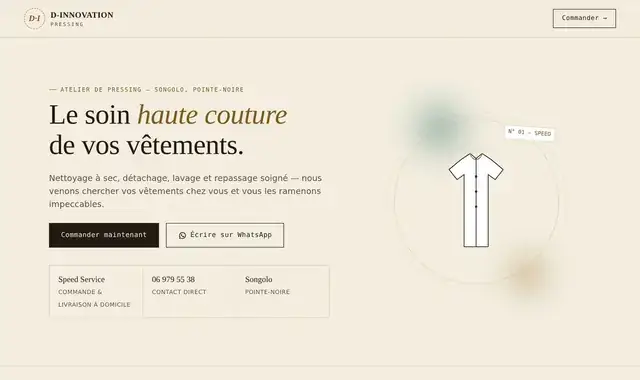 D-I
D-INNOVATION
PRESSING
Commander →
— ATELIER DE PRESSING — SONGOLO, POINTE-NOIRE
Le soin haute couture
de vos vêtements.
Nettoyage à sec, détachage, lavage et repassage soigné — nous
venons chercher vos vêtements chez vous et vous les ramenons
impeccables.
Commander maintenant
Écrire sur WhatsApp
Speed Service
COMMANDE &
LIVRAISON À DOMICILE
06 979 55 38
CONTACT DIRECT
Songolo
POINTE-NOIRE
N° 01 — SPEED